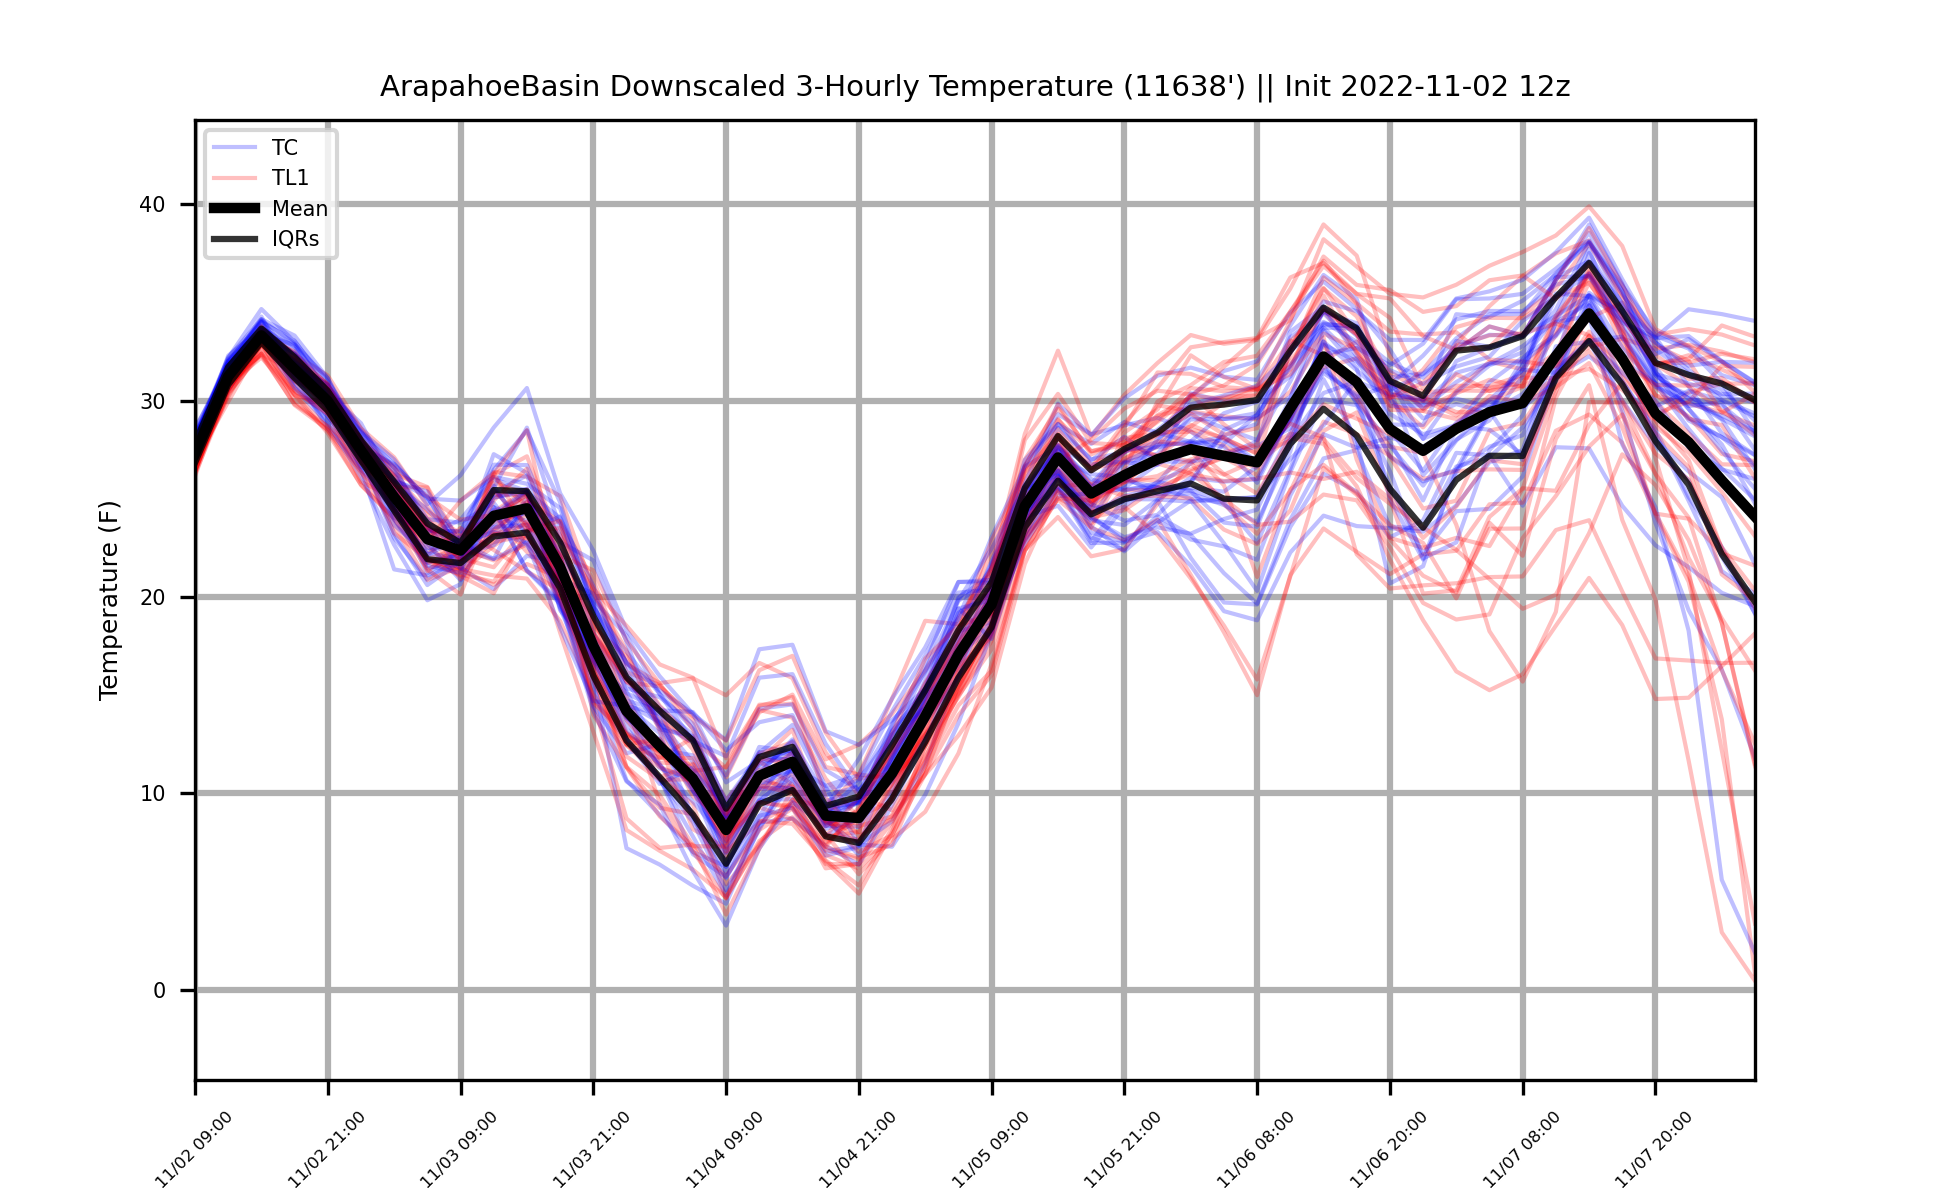 ArapahoeBasin Downscaled 3-Hourly Temperature (11638') || Init 2022-11-02 12z
TC
TL1
Mean
IQRs
Temperature (F)
40
30
20
10
0
11/02 09:00
11/02 21:00
11/03 09:00
11/03 21:00
11/04 09:00
11/04 21:00
11/05 09:00
11/05 21:00
11/06 08:00
11/06 20:00
11/07 08:00
11/07 20:00